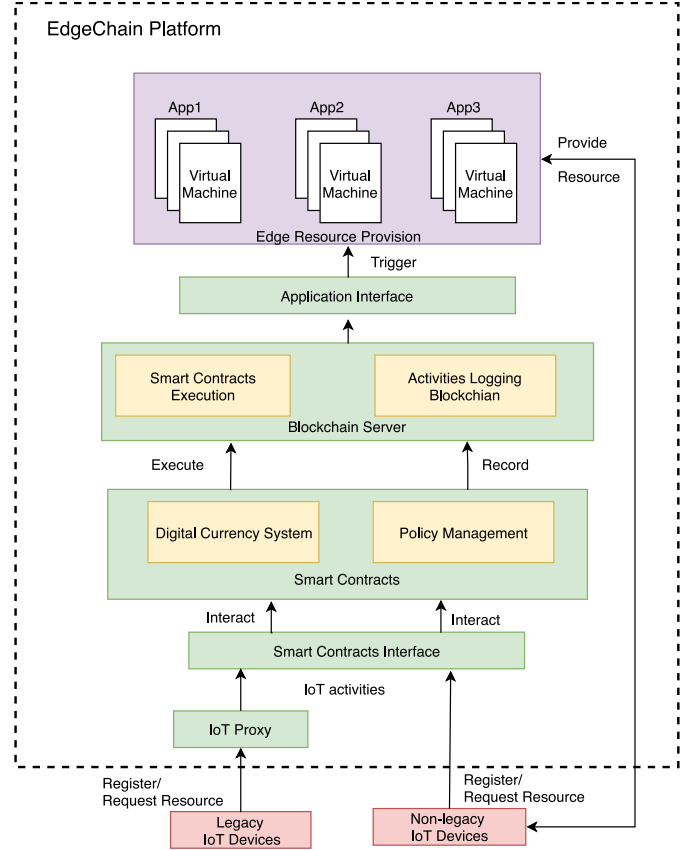 EdgeChain Platform
App1
App2
App3
Virtual
Machine
Virtual
Machine
Virtual
Machine
Provide
Resource
Edge Resource Provision
Trigger
Application Interface
Smart Contracts
Execution
Activities Logging
Blockchian
Blockchain Server
Execute
Record
Digital Currency System
Policy Management
Smart Contracts
Interact
Interact
Smart Contracts Interface
IoT activities
IoT Proxy
Register/
Request Resource
Register/
Request Resource
Legacy
IoT Devices
Non-legacy
IoT Devices